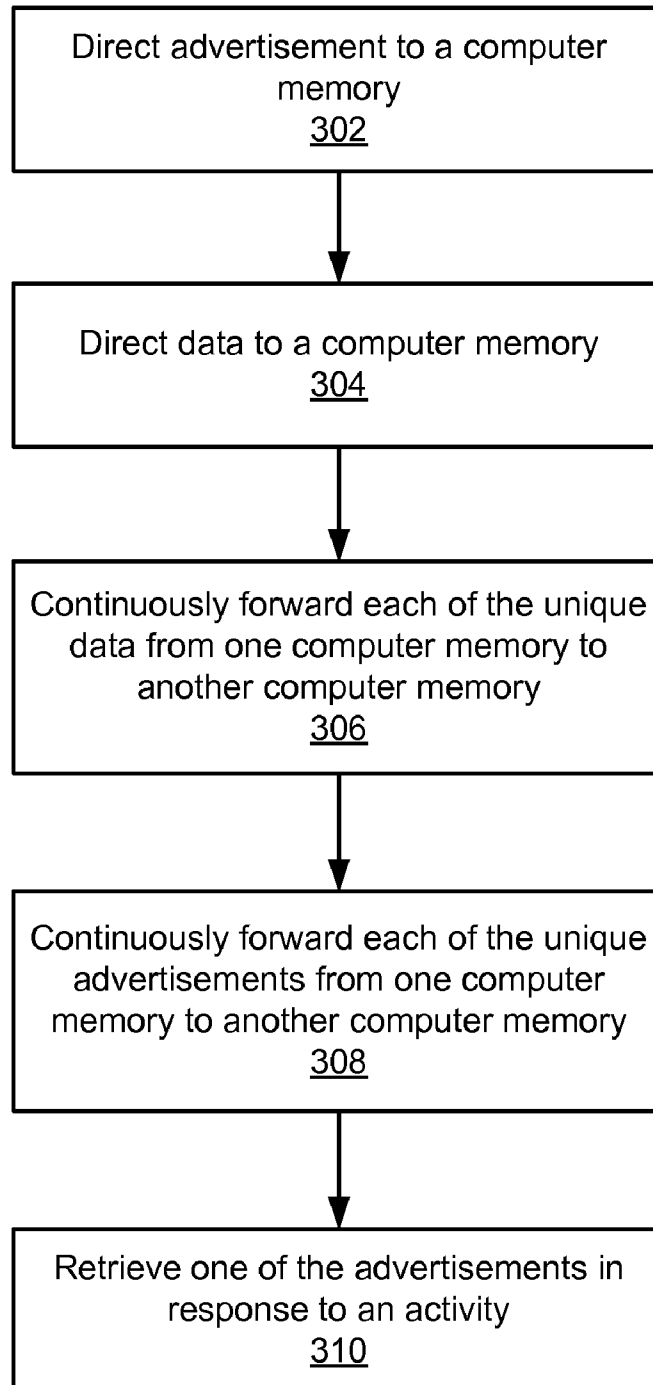 Direct advertisement to a computer
memory
302
Direct data to a computer memory
304
Continuously forward each of the unique
data from one computer memory to
another computer memory
306
Continuously forward each of the unique
advertisements from one computer
memory to another computer memory
308
Retrieve one of the advertisements in
response to an activity
310